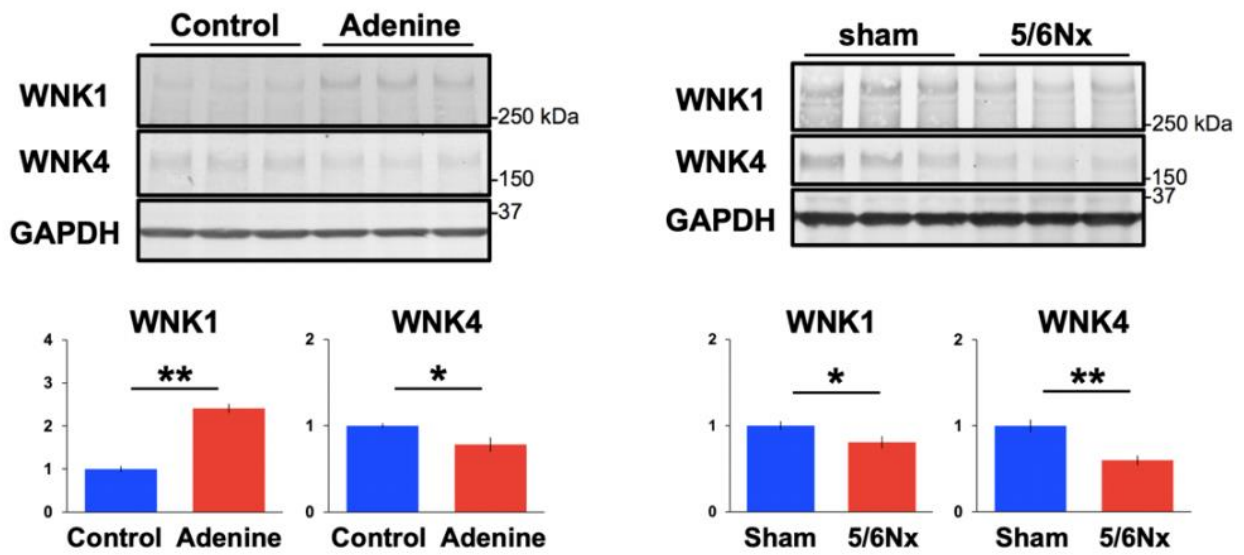 Control Adenine
WNK1
-250 kDa
WNK4
-150
-37
GAPDH
sham 5/6Nx
WNK1
-250 kDa
WNK4
-150
-37
GAPDH
WNK1
4
3
2
1
0
**
Control Adenine
WNK4
2
1
0
*
Control Adenine
WNK1
2
1
0
*
Sham 5/6Nx
WNK4
2
1
0
**
Sham 5/6Nx